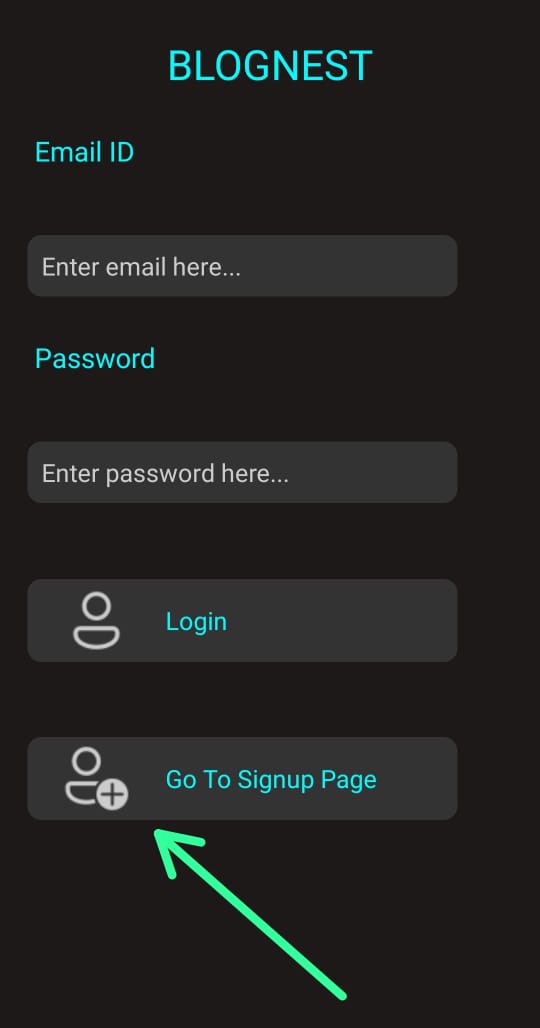 BLOGNEST
Email ID
Enter email here...
Password
Enter password here...
Login
Go To Signup Page